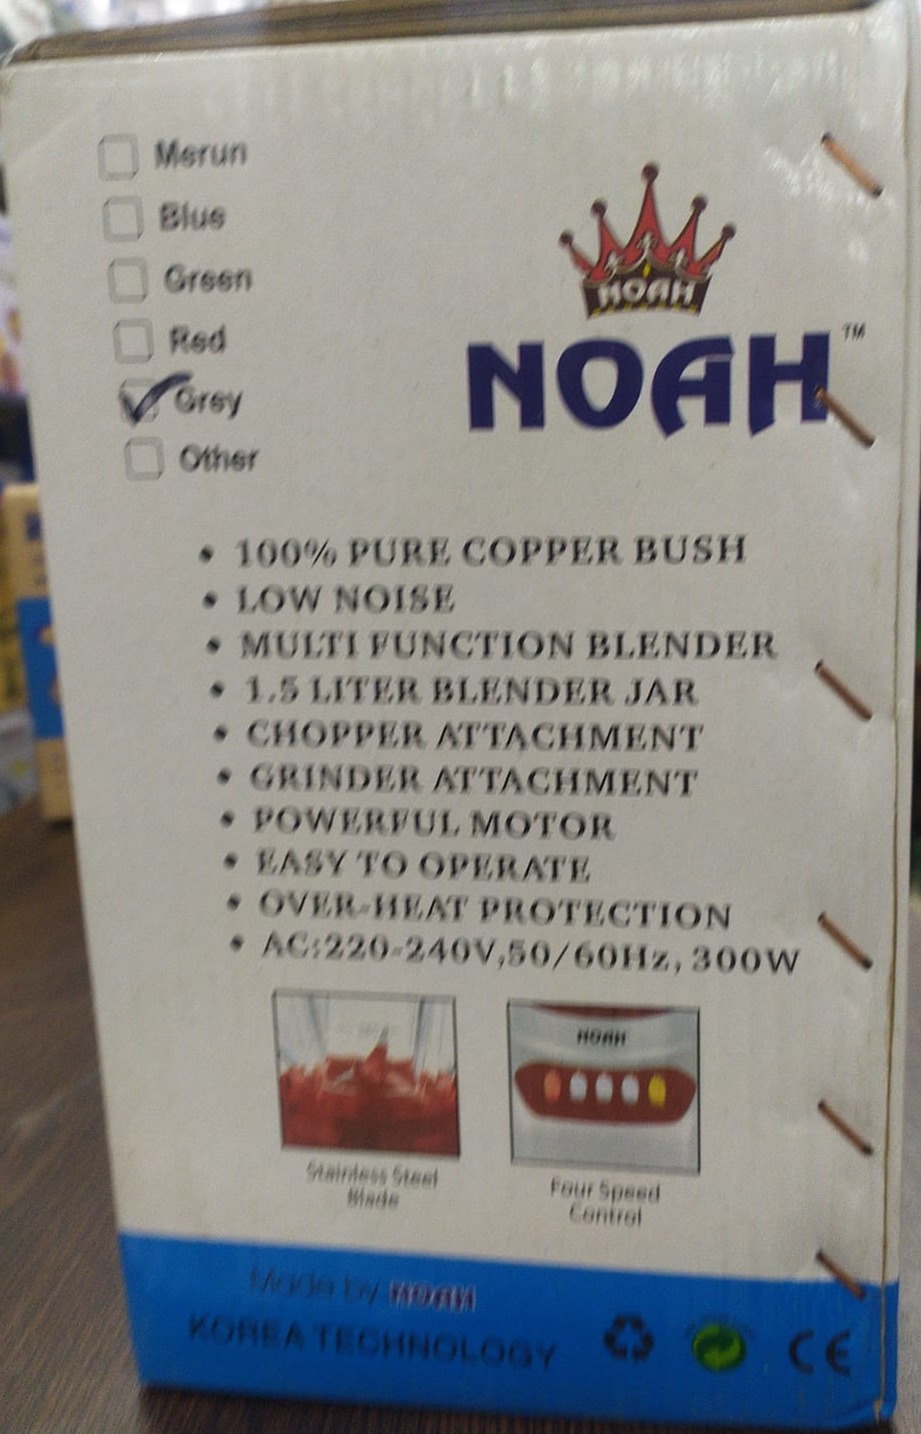 Merun
Blue
Green
Red
Grey
Other
NOAH
NOAH™
• 100% PURE COPPER BUSH
• LOW NOISE
• MULTI FUNCTION BLENDER
• 1.5 LITER BLENDER JAR
• CHOPPER ATTACHMENT
• GRINDER ATTACHMENT
• POWERFUL MOTOR
• EASY TO OPERATE
• OVER-HEAT PROTECTION
• AC:220-240V,50/60Hz, 300W
NOAH
Stainless Steel
Blade
Four Speed
Control
Made by NOAH
KOREA TECHNOLOGY
CE